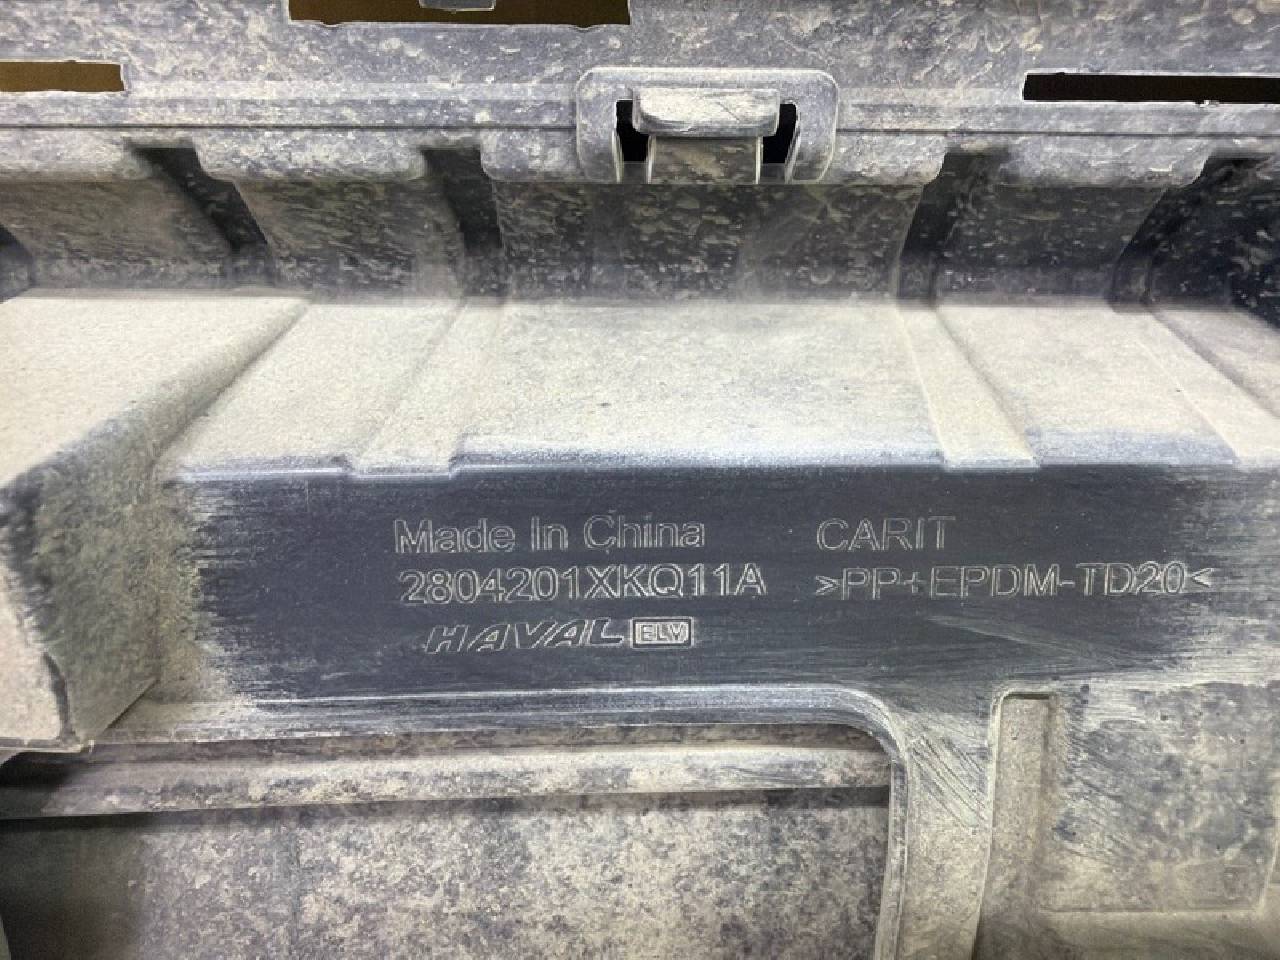 Made In China CARIT
2804201XKQ11A >PP+EPDM-TD20<
HAVAL ELV